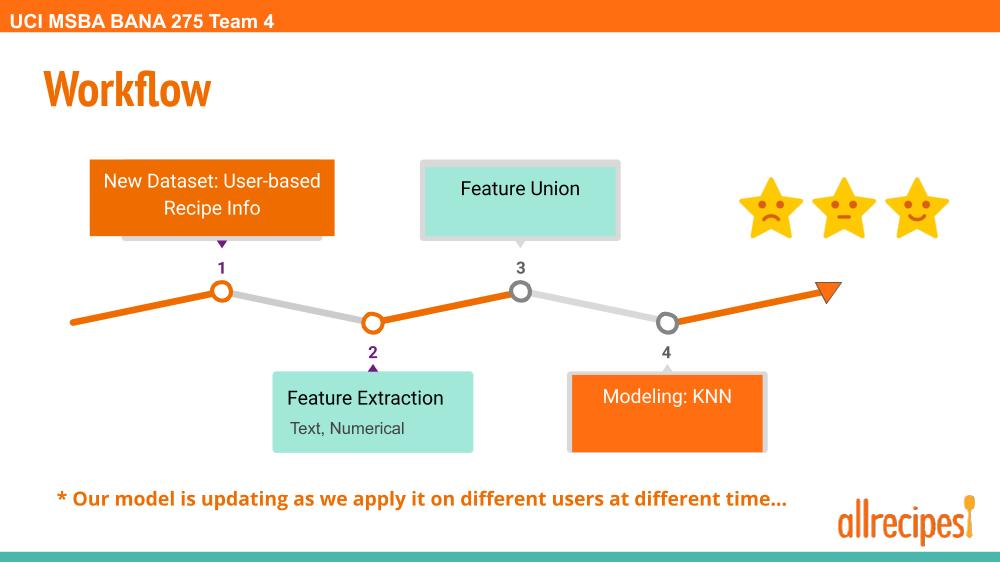 UCI MSBA BANA 275 Team 4
Workflow
New Dataset: User-based
Recipe Info
1
Feature Extraction
Text, Numerical
2
Feature Union
3
Modeling: KNN
4
* Our model is updating as we apply it on different users at different time...
allrecipes